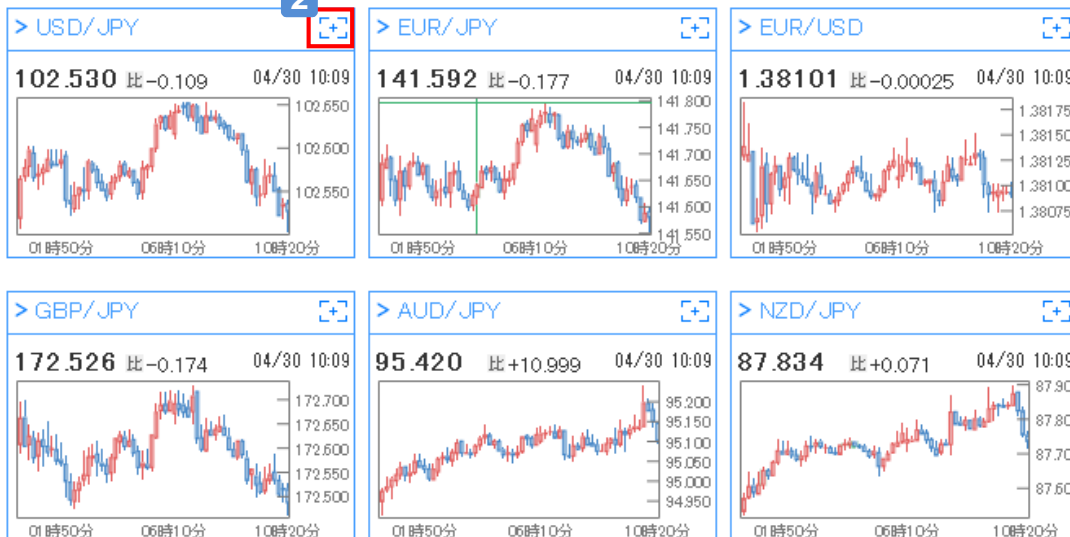 2
> USD/JPY
102.530 比-0.109 04/30 10:09
102.650
102.600
102.550
01時50分 06時10分 10時20分
> EUR/JPY
141.592 比-0.177 04/30 10:09
141.800
141.750
141.700
141.650
141.600
141.550
01時50分 06時10分 10時20分
> EUR/USD
1.38101 比-0.00025 04/30 10:09
1.38175
1.38150
1.38125
1.38100
1.38075
01時50分 06時10分 10時20分
> GBP/JPY
172.526 比-0.174 04/30 10:09
172.700
172.650
172.600
172.550
172.500
01時50分 06時10分 10時20分
> AUD/JPY
95.420 比+10.999 04/30 10:09
95.200
95.150
95.100
95.050
95.000
94.950
01時50分 06時10分 10時20分
> NZD/JPY
87.834 比+0.071 04/30 10:09
87.90
87.80
87.70
87.60
01時50分 06時10分 10時20分